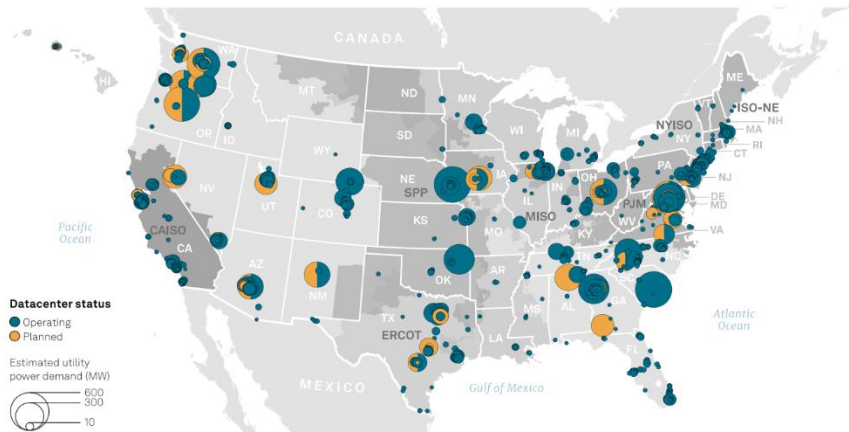 CANADA
WA
ME
HI
MT
ND
MN
VT
ISO-NE
OR
ID
SD
WI
MI
NYISO
NH
MA
RI
CT
WY
NE
IA
PA
NJ
NV
UT
SPP
IL
IN
OH
DE
MD
CO
KS
MO
MISO
PJM
WV
VA
Pacific
Ocean
CAISO
CA
KY
AZ
NM
OK
AR
TN
NC
SC
Datacenter status
Operating
Planned
TX
MS
AL
GA
Atlantic
Ocean
ERCOT
LA
FL
Estimated utility
power demand (MW)
600
300
10
MEXICO
Gulf of Mexico